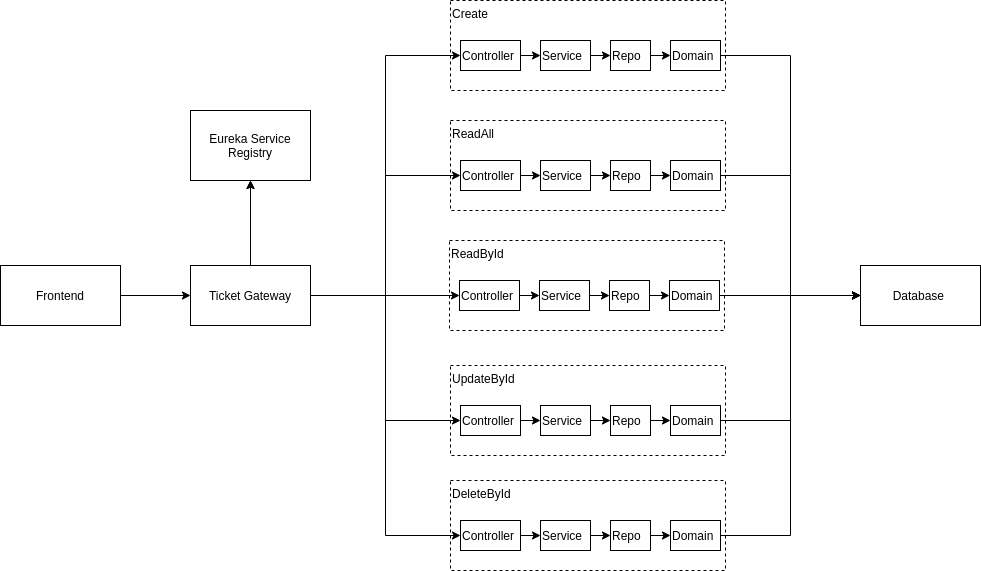 Create
Controller
Service
Repo
Domain
ReadAll
Controller
Service
Repo
Domain
Eureka Service
Registry
ReadById
Frontend
Ticket Gateway
Controller
Service
Repo
Domain
Database
UpdateById
Controller
Service
Repo
Domain
DeleteById
Controller
Service
Repo
Domain